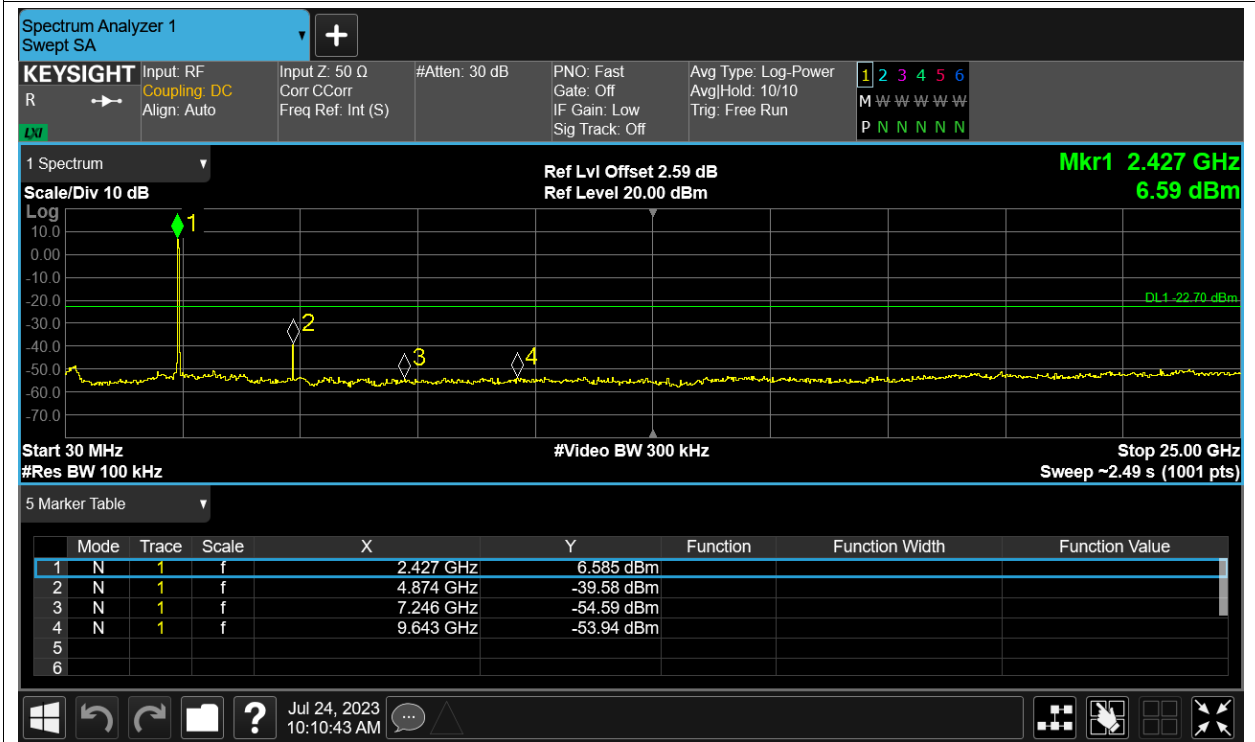 Spectrum Analyzer 1
Swept SA
+
KEYSIGHT Input: RF Input Z: 50 Ω #Atten: 30 dB PNO: Fast Avg Type: Log-Power 1 2 3 4 5 6
R Coupling: DC Corr CCorr Gate: Off Avg|Hold: 10/10 M W W W W W
Align: Auto Freq Ref: Int (S) IF Gain: Low Trig: Free Run
LXI Sig Track: Off P N N N N N
1 Spectrum Ref Lvl Offset 2.59 dB Mkr1 2.427 GHz
Scale/Div 10 dB Ref Level 20.00 dBm 6.59 dBm
Log
1
10.0
0.00
-10.0
-20.0
DL1 -22.70 dBm
-30.0
2
-40.0
3
4
-50.0
-60.0
-70.0
Start 30 MHz #Video BW 300 kHz Stop 25.00 GHz
#Res BW 100 kHz Sweep ~2.49 s (1001 pts)
5 Marker Table
Mode Trace Scale X Y Function Function Width Function Value
1 N 1 f 2.427 GHz 6.585 dBm
2 N 1 f 4.874 GHz -39.58 dBm
3 N 1 f 7.246 GHz -54.59 dBm
4 N 1 f 9.643 GHz -53.94 dBm
5
6
? Jul 24, 2023
10:10:43 AM